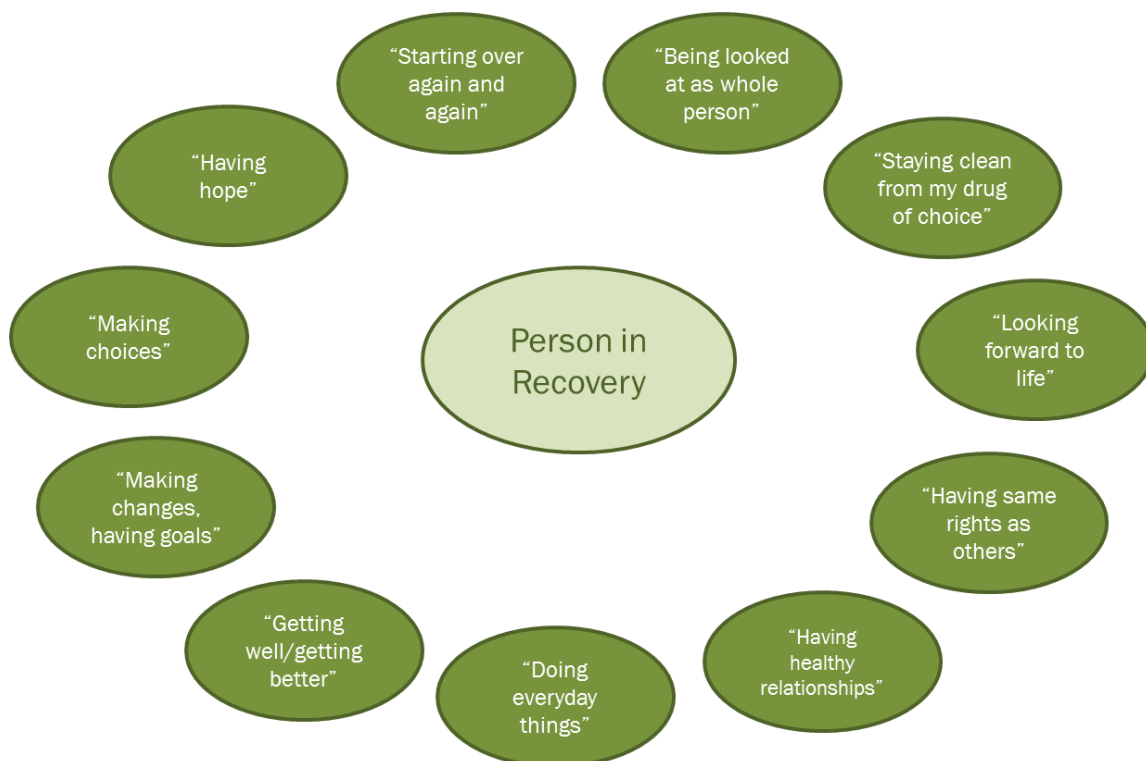 “Starting over
again and
again”
“Being looked
at as whole
person”
“Having
hope”
“Staying clean
from my drug
of choice”
“Making
choices”
Person in
Recovery
“Looking
forward to
life”
“Making
changes,
having goals”
“Having same
rights as
others”
“Getting
well/getting
better”
“Doing
everyday
things”
“Having
healthy
relationships”